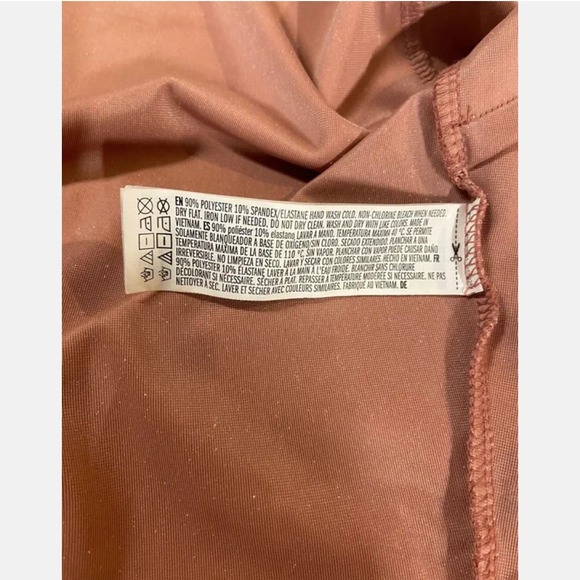 EN 90% POLYESTER 10% SPANDEX/ELASTANE HAND WASH COLD. NON-CHLORINE BLEACH WHEN NEEDED.
DRY FLAT. IRON LOW IF NEEDED. DO NOT DRY CLEAN. WASH AND DRY WITH LIKE COLORS. MADE IN
VIETNAM. ES 90% poliéster 10% elastang LAVAR A MANO. TEMPERATURA MAXIMA 40 °C. SE PERMITE
SOLAMENTE BLANQUEADOR A BASE DE OXIGENO/SIN CLORO. SECADO EXTENDIDO. PLANCHAR A UNA
TEMPERATURA MÁXIMA DE LA BASE DE 110 °C, SIN VAPOR. PLANCHAR CON VAPOR PUEDE CAUSAR DAÑO
IRREVERSIBLE. NO LIMPIEZA EN SECO. LAVAR Y SECAR CON COLORES SIMILARES. HECHO EN VIETNAM. FR
90% POLYESTER 10% ÉLASTANE LAVER À LA MAIN À L'EAU FROIDE. BLANCHIR SANS CHLORURE
DÉCOLORANT SI NÉCESSAIRE. SÉCHER À PLAT. REPASSER À TEMPÉRATURE MODÉRÉE SI NÉCESSAIRE. NE PAS
NETTOYER À SEC. LAVER ET SÉCHER AVEC COULEURS SIMILAIRES. FABRIQUÉ AU VIETNAM. DE